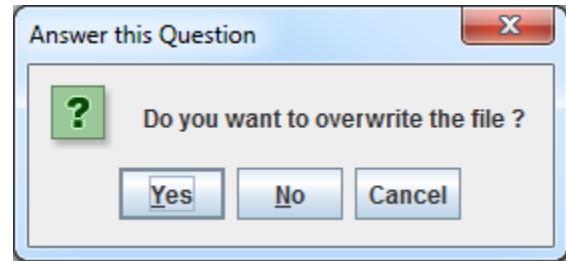 Answer this Question
X
?
Do you want to overwrite the file ?
Yes No Cancel